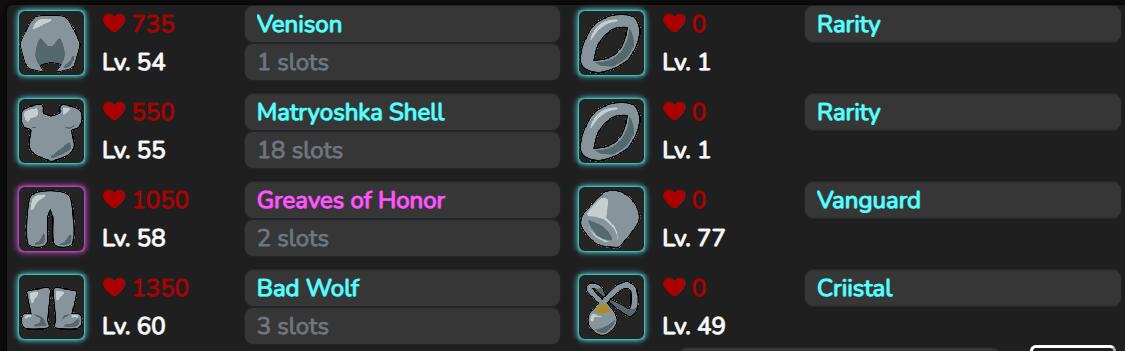 735
Venison
Lv. 54
1 slots
0
Rarity
Lv. 1
550
Matryoshka Shell
Lv. 55
18 slots
0
Rarity
Lv. 1
1050
Greaves of Honor
Lv. 58
2 slots
0
Vanguard
Lv. 77
1350
Bad Wolf
Lv. 60
3 slots
0
Criistal
Lv. 49